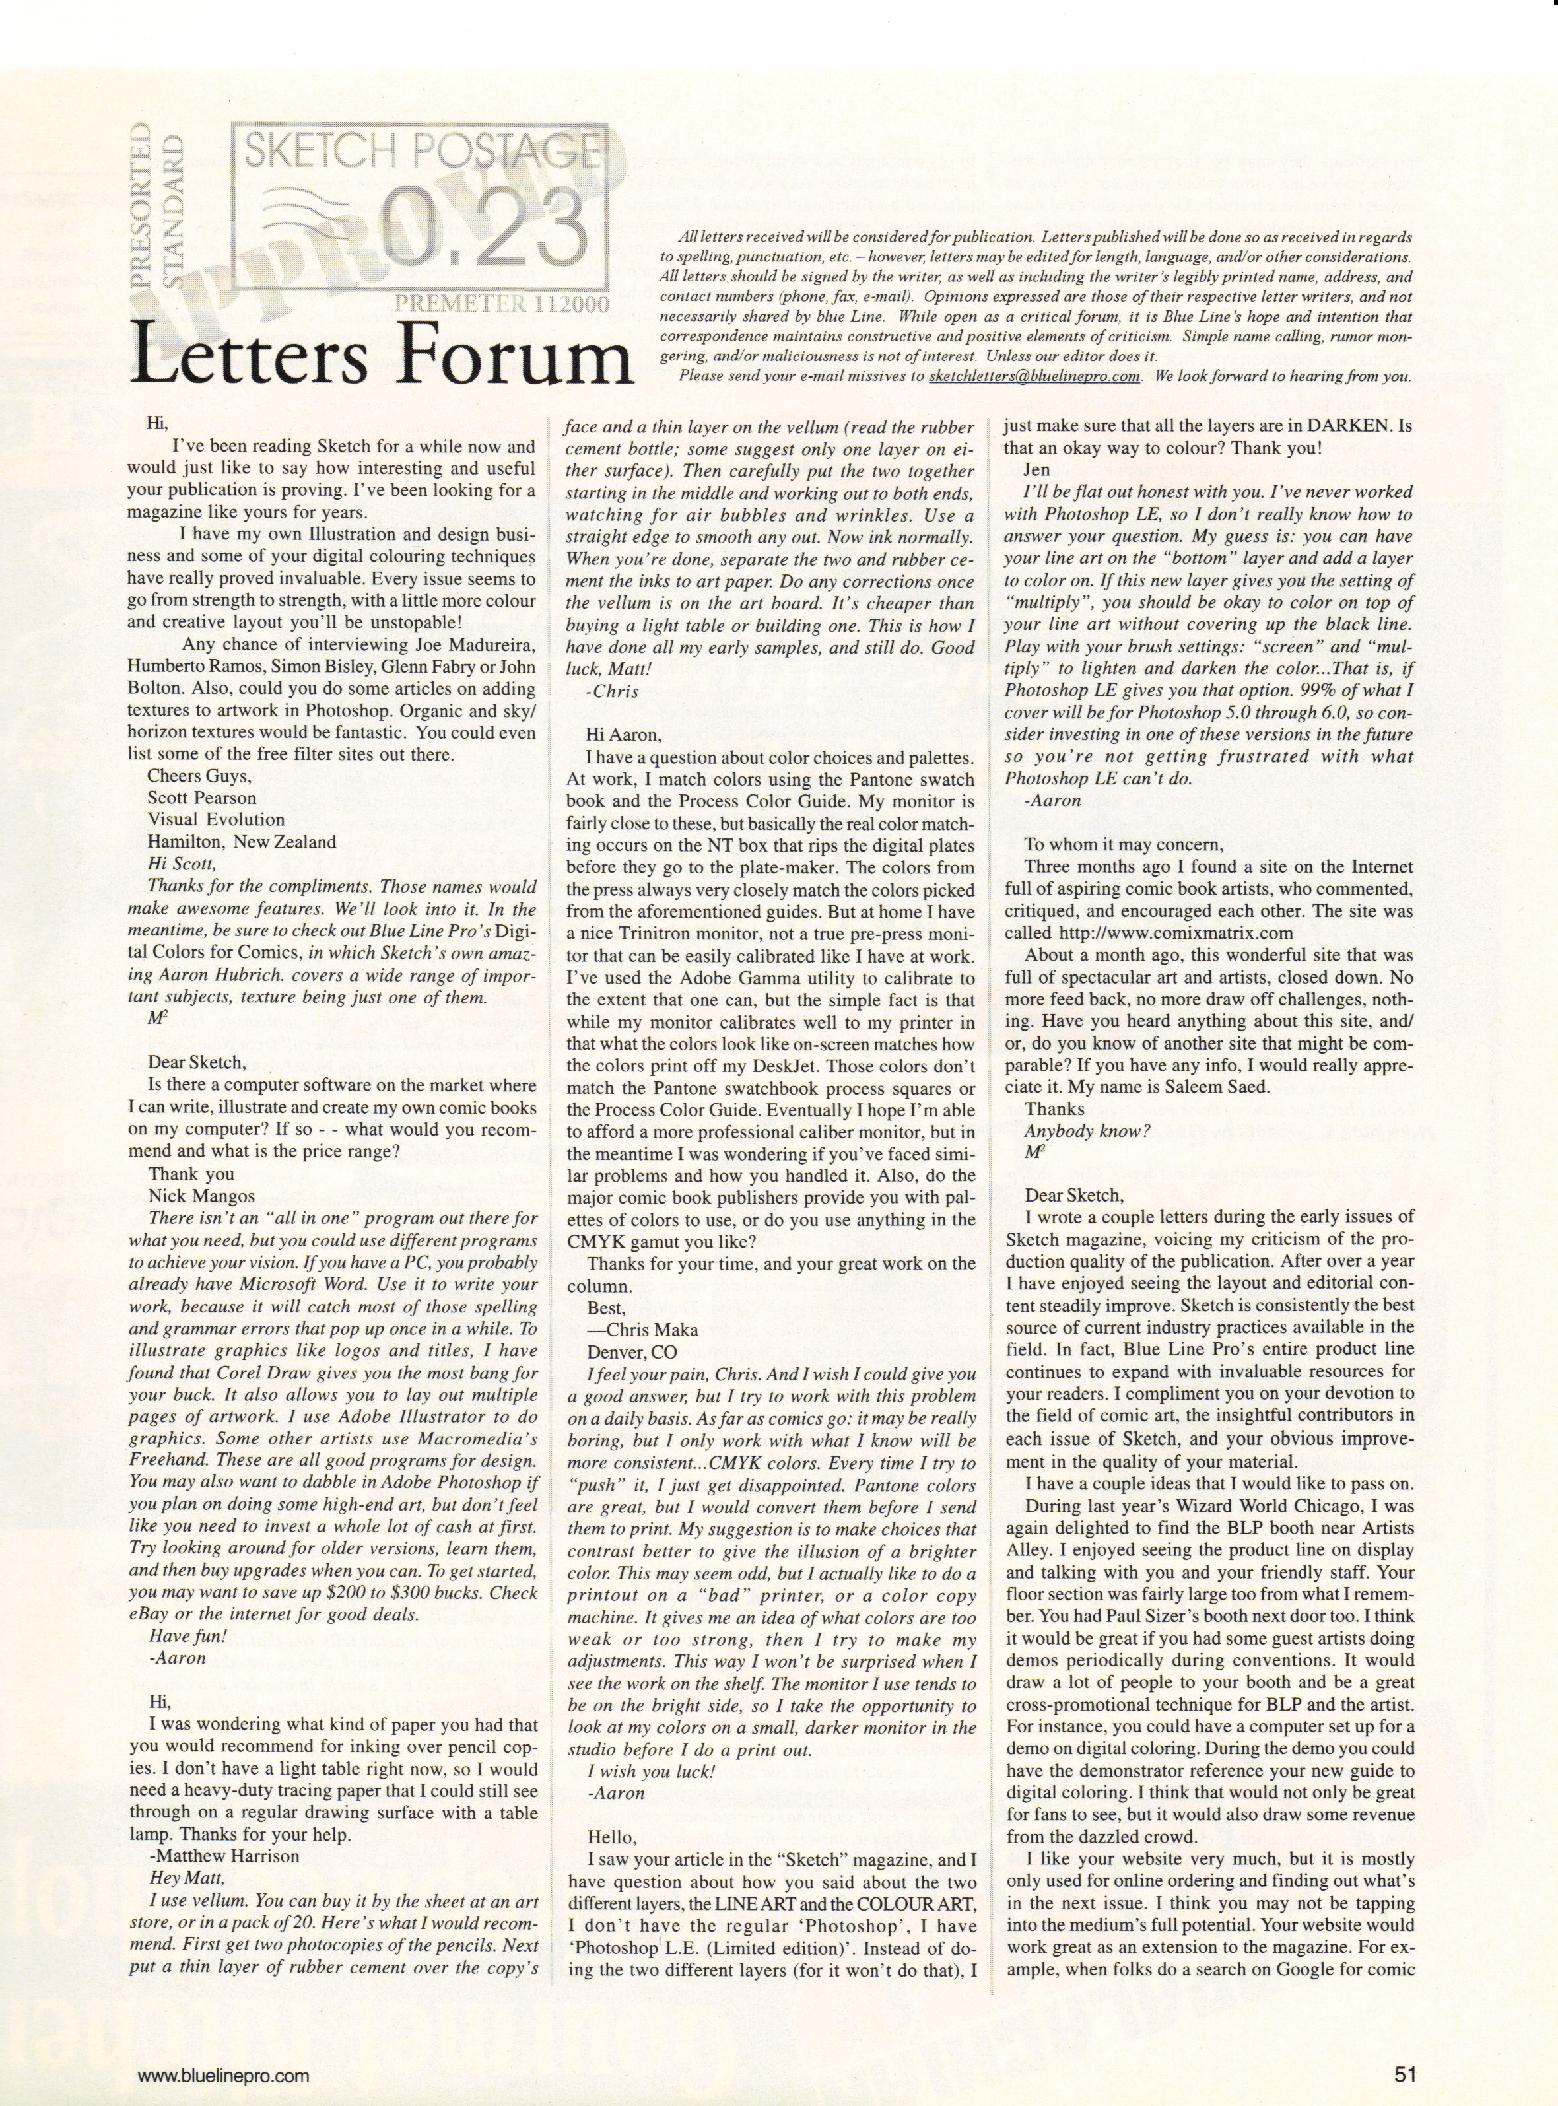 PRESORTED
STANDARD
SKETCH POSTAGE
0.23
APPROVED
PREMETER 112000
Letters Forum
All letters received will be considered for publication. Letters published will be done so as received in regards
to spelling, punctuation, etc. – however, letters may be edited for length, language, and/or other considerations.
All letters should be signed by the writer, as well as including the writer's legibly printed name, address, and
contact numbers (phone, fax, e-mail). Opinions expressed are those of their respective letter writers, and not
necessarily shared by blue Line. While open as a critical forum, it is Blue Line's hope and intention that
correspondence maintains constructive and positive elements of criticism. Simple name calling, rumor mon-
gering, and/or maliciousness is not of interest. Unless our editor does it.
Please send your e-mail missives to sketchletters@bluelinepro.com. We look forward to hearing from you.
Hi,
I've been reading Sketch for a while now and
would just like to say how interesting and useful
your publication is proving. I've been looking for a
magazine like yours for years.
I have my own Illustration and design busi-
ness and some of your digital colouring techniques
have really proved invaluable. Every issue seems to
go from strength to strength, with a little more colour
and creative layout you'll be unstopable!
Any chance of interviewing Joe Madureira,
Humberto Ramos, Simon Bisley, Glenn Fabry or John
Bolton. Also, could you do some articles on adding
textures to artwork in Photoshop. Organic and sky/
horizon textures would be fantastic. You could even
list some of the free filter sites out there.
Cheers Guys,
Scott Pearson
Visual Evolution
Hamilton, New Zealand
Hi Scott,
Thanks for the compliments. Those names would
make awesome features. We'll look into it. In the
meantime, be sure to check out Blue Line Pro's Digi-
tal Colors for Comics, in which Sketch's own amaz-
ing Aaron Hubrich. covers a wide range of impor-
tant subjects, texture being just one of them.
M²
Dear Sketch,
Is there a computer software on the market where
I can write, illustrate and create my own comic books
on my computer? If so - - what would you recom-
mend and what is the price range?
Thank you
Nick Mangos
There isn't an "all in one" program out there for
what you need, but you could use different programs
to achieve your vision. If you have a PC, you probably
already have Microsoft Word. Use it to write your
work, because it will catch most of those spelling
and grammar errors that pop up once in a while. To
illustrate graphics like logos and titles, I have
found that Corel Draw gives you the most bang for
your buck. It also allows you to lay out multiple
pages of artwork. I use Adobe Illustrator to do
graphics. Some other artists use Macromedia's
Freehand. These are all good programs for design.
You may also want to dabble in Adobe Photoshop if
you plan on doing some high-end art, but don't feel
like you need to invest a whole lot of cash at first.
Try looking around for older versions, learn them,
and then buy upgrades when you can. To get started,
you may want to save up $200 to $300 bucks. Check
eBay or the internet for good deals.
Have fun!
-Aaron
Hi,
I was wondering what kind of paper you had that
you would recommend for inking over pencil cop-
ies. I don't have a light table right now, so I would
need a heavy-duty tracing paper that I could still see
through on a regular drawing surface with a table
lamp. Thanks for your help.
-Matthew Harrison
Hey Matt,
I use vellum. You can buy it by the sheet at an art
store, or in a pack of 20. Here's what I would recom-
mend. First get two photocopies of the pencils. Next
put a thin layer of rubber cement over the copy's
face and a thin layer on the vellum (read the rubber
cement bottle; some suggest only one layer on ei-
ther surface). Then carefully put the two together
starting in the middle and working out to both ends,
watching for air bubbles and wrinkles. Use a
straight edge to smooth any out. Now ink normally.
When you're done, separate the two and rubber ce-
ment the inks to art paper. Do any corrections once
the vellum is on the art board. It's cheaper than
buying a light table or building one. This is how I
have done all my early samples, and still do. Good
luck, Matt!
-Chris
Hi Aaron,
I have a question about color choices and palettes.
At work, I match colors using the Pantone swatch
book and the Process Color Guide. My monitor is
fairly close to these, but basically the real color match-
ing occurs on the NT box that rips the digital plates
before they go to the plate-maker. The colors from
the press always very closely match the colors picked
from the aforementioned guides. But at home I have
a nice Trinitron monitor, not a true pre-press moni-
tor that can be easily calibrated like I have at work.
I've used the Adobe Gamma utility to calibrate to
the extent that one can, but the simple fact is that
while my monitor calibrates well to my printer in
that what the colors look like on-screen matches how
the colors print off my DeskJet. Those colors don't
match the Pantone swatchbook process squares or
the Process Color Guide. Eventually I hope I'm able
to afford a more professional caliber monitor, but in
the meantime I was wondering if you've faced simi-
lar problems and how you handled it. Also, do the
major comic book publishers provide you with pal-
ettes of colors to use, or do you use anything in the
CMYK gamut you like?
Thanks for your time, and your great work on the
column.
Best,
—Chris Maka
Denver, CO
I feel your pain, Chris. And I wish I could give you
a good answer, but I try to work with this problem
on a daily basis. As far as comics go: it may be really
boring, but I only work with what I know will be
more consistent...CMYK colors. Every time I try to
"push" it, I just get disappointed. Pantone colors
are great, but I would convert them before I send
them to print. My suggestion is to make choices that
contrast better to give the illusion of a brighter
color. This may seem odd, but I actually like to do a
printout on a "bad" printer, or a color copy
machine. It gives me an idea of what colors are too
weak or too strong, then I try to make my
adjustments. This way I won't be surprised when I
see the work on the shelf. The monitor I use tends to
be on the bright side, so I take the opportunity to
look at my colors on a small, darker monitor in the
studio before I do a print out.
I wish you luck!
-Aaron
Hello,
I saw your article in the "Sketch" magazine, and I
have question about how you said about the two
different layers, the LINE ART and the COLOUR ART,
I don't have the regular 'Photoshop', I have
'Photoshop L.E. (Limited edition)'. Instead of do-
ing the two different layers (for it won't do that), I
just make sure that all the layers are in DARKEN. Is
that an okay way to colour? Thank you!
Jen
I'll be flat out honest with you. I've never worked
with Photoshop LE, so I don't really know how to
answer your question. My guess is: you can have
your line art on the "bottom" layer and add a layer
to color on. If this new layer gives you the setting of
"multiply", you should be okay to color on top of
your line art without covering up the black line.
Play with your brush settings: "screen" and "mul-
tiply" to lighten and darken the color...That is, if
Photoshop LE gives you that option. 99% of what I
cover will be for Photoshop 5.0 through 6.0, so con-
sider investing in one of these versions in the future
so you're not getting frustrated with what
Photoshop LE can't do.
-Aaron
To whom it may concern,
Three months ago I found a site on the Internet
full of aspiring comic book artists, who commented,
critiqued, and encouraged each other. The site was
called http://www.comixmatrix.com
About a month ago, this wonderful site that was
full of spectacular art and artists, closed down. No
more feed back, no more draw off challenges, noth-
ing. Have you heard anything about this site, and/
or, do you know of another site that might be com-
parable? If you have any info, I would really appre-
ciate it. My name is Saleem Saed.
Thanks
Anybody know?
M²
Dear Sketch,
I wrote a couple letters during the early issues of
Sketch magazine, voicing my criticism of the pro-
duction quality of the publication. After over a year
I have enjoyed seeing the layout and editorial con-
tent steadily improve. Sketch is consistently the best
source of current industry practices available in the
field. In fact, Blue Line Pro's entire product line
continues to expand with invaluable resources for
your readers. I compliment you on your devotion to
the field of comic art, the insightful contributors in
each issue of Sketch, and your obvious improve-
ment in the quality of your material.
I have a couple ideas that I would like to pass on.
During last year's Wizard World Chicago, I was
again delighted to find the BLP booth near Artists
Alley. I enjoyed seeing the product line on display
and talking with you and your friendly staff. Your
floor section was fairly large too from what I remem-
ber. You had Paul Sizer's booth next door too. I think
it would be great if you had some guest artists doing
demos periodically during conventions. It would
draw a lot of people to your booth and be a great
cross-promotional technique for BLP and the artist.
For instance, you could have a computer set up for a
demo on digital coloring. During the demo you could
have the demonstrator reference your new guide to
digital coloring. I think that would not only be great
for fans to see, but it would also draw some revenue
from the dazzled crowd.
I like your website very much, but it is mostly
only used for online ordering and finding out what's
in the next issue. I think you may not be tapping
into the medium's full potential. Your website would
work great as an extension to the magazine. For ex-
ample, when folks do a search on Google for comic
www.bluelinepro.com
51